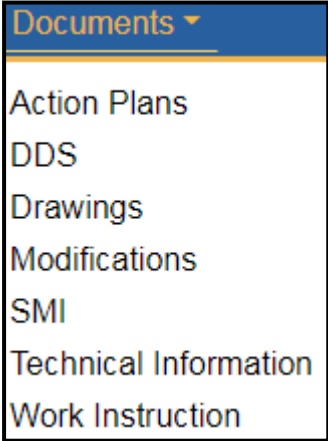 Documents
Action Plans
DDS
Drawings
Modifications
SMI
Technical Information
Work Instruction